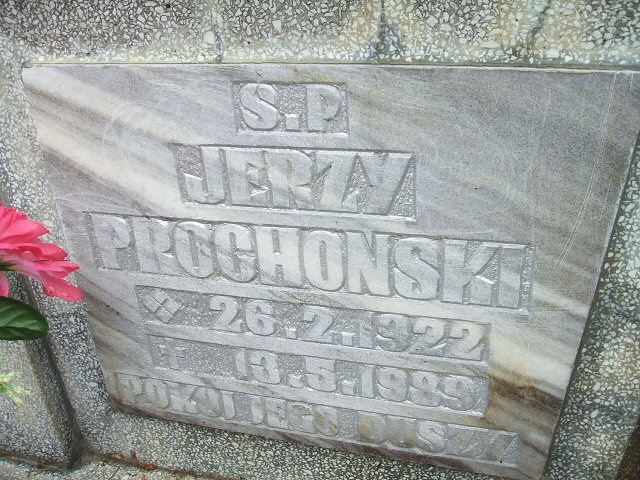 S.P
JERZY
PROCHONSKI
26.2.1922
† 13.5.1989
POKÓJ JEGO DUSZY